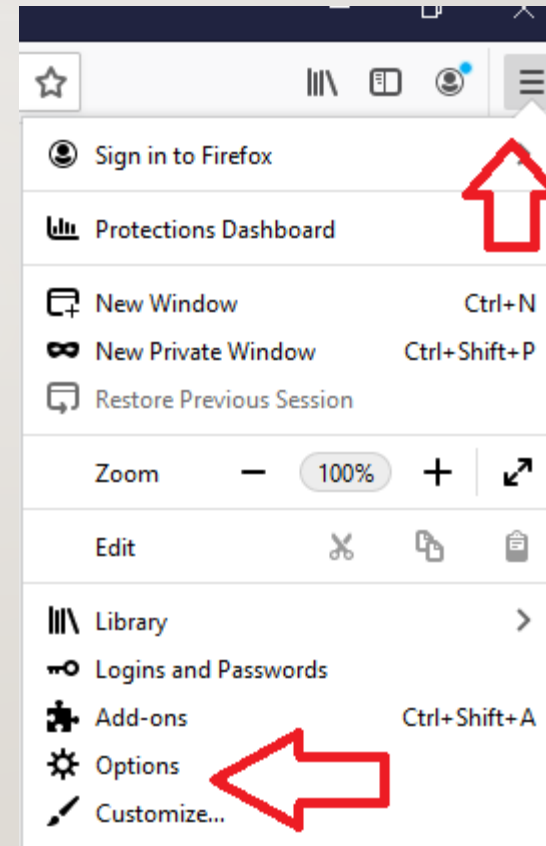 Sign in to Firefox
Protections Dashboard
New Window Ctrl+N
New Private Window Ctrl+Shift+P
Restore Previous Session
Zoom − 100% +
Edit
Library
Logins and Passwords
Add-ons Ctrl+Shift+A
Options
Customize...